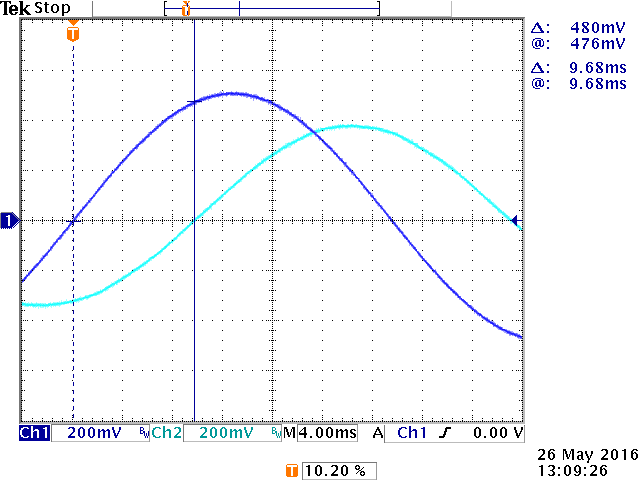 Tek Stop
T
T
Δ: 480mV
@: 476mV
Δ: 9.68ms
@: 9.68ms
1
Ch1 200mV BW Ch2 200mV BW M 4.00ms A Ch1 0.00 V
T 10.20 %
26 May 2016
13:09:26